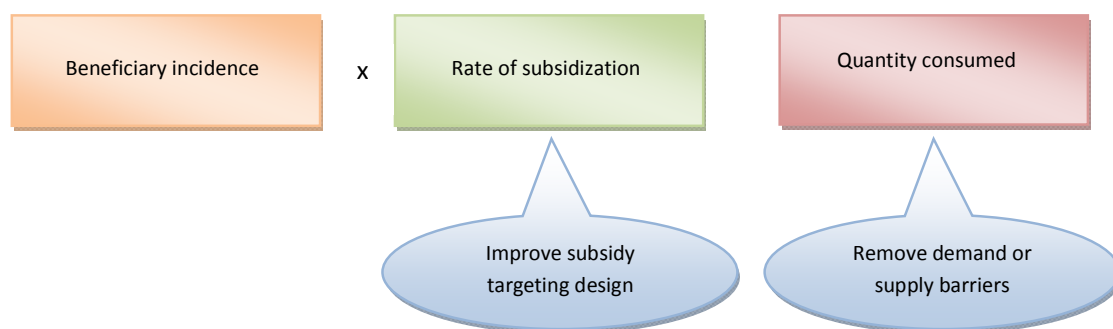 Beneficiary incidence
x
Rate of subsidization
Quantity consumed
Improve subsidy
targeting design
Remove demand or
supply barriers